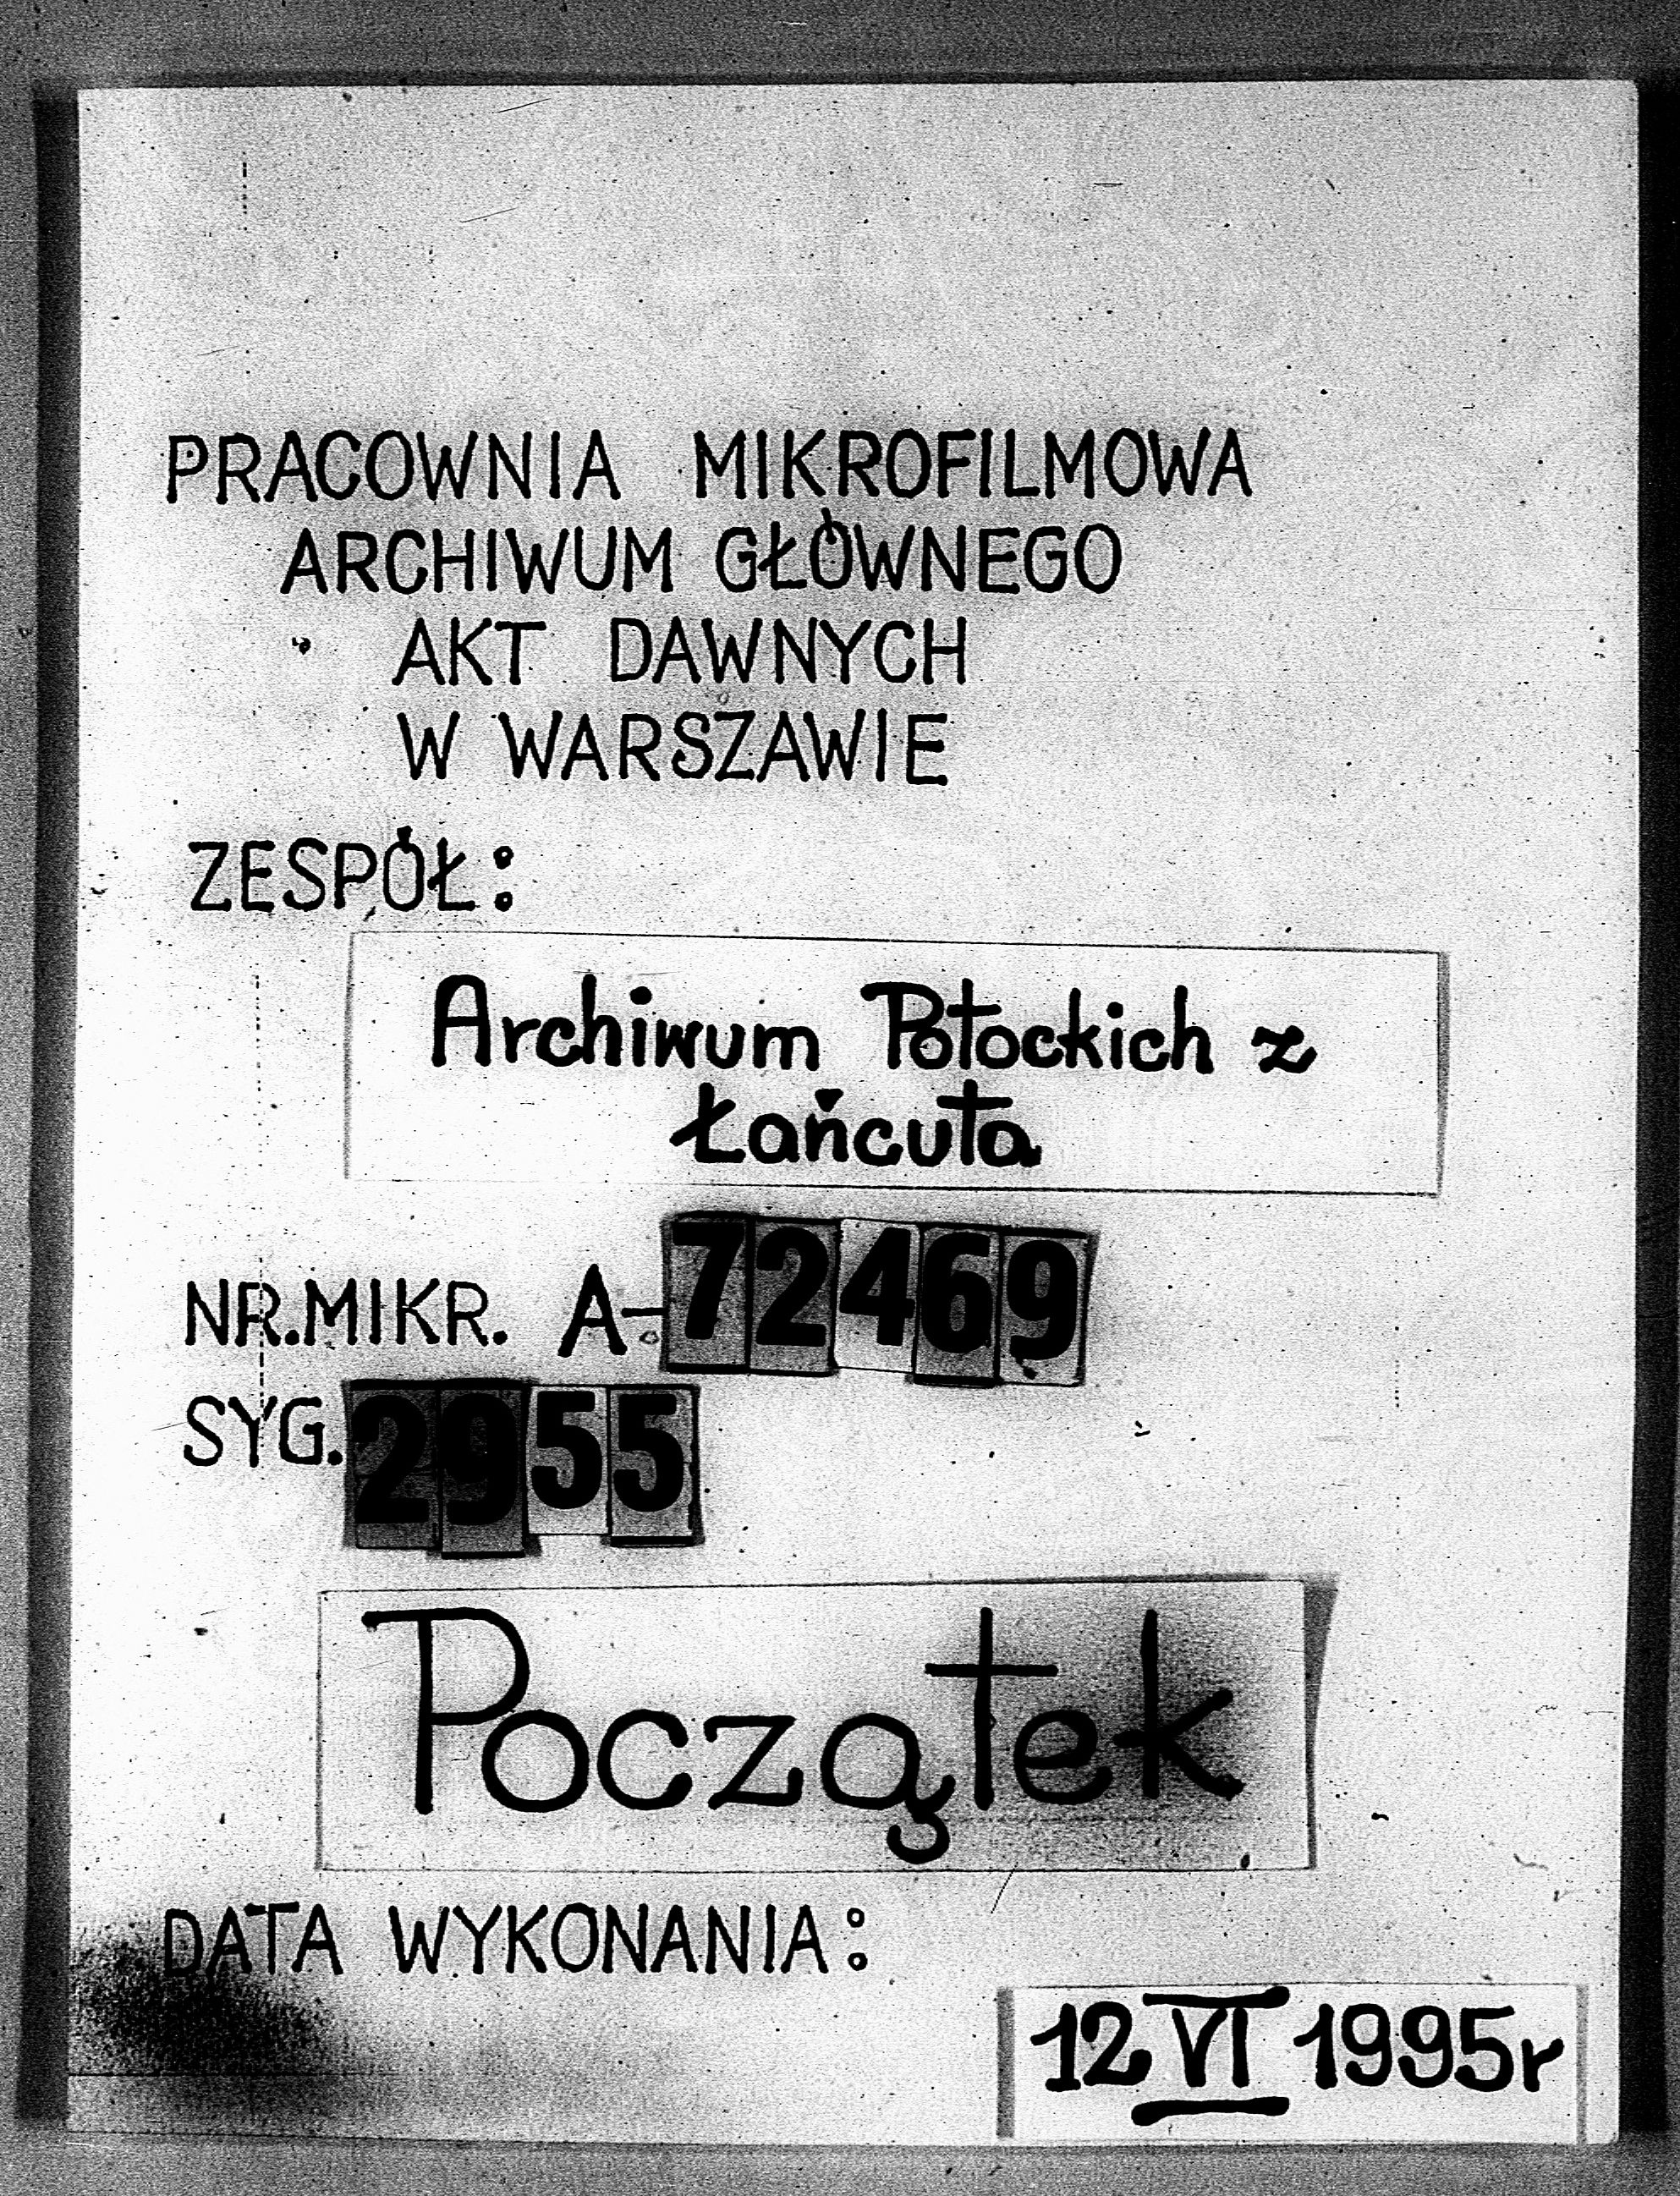 PRACOWNIA MIKROFILMOWA
ARCHIWUM GŁÓWNEGO
AKT DAWNYCH
W WARSZAWIE
ZESPÓŁ:
Archiwum Potockich z
Łańcuta
NR.MIKR. A-72469
SYG. 2955
Początek
DATA WYKONANIA:
12 VI 1995r